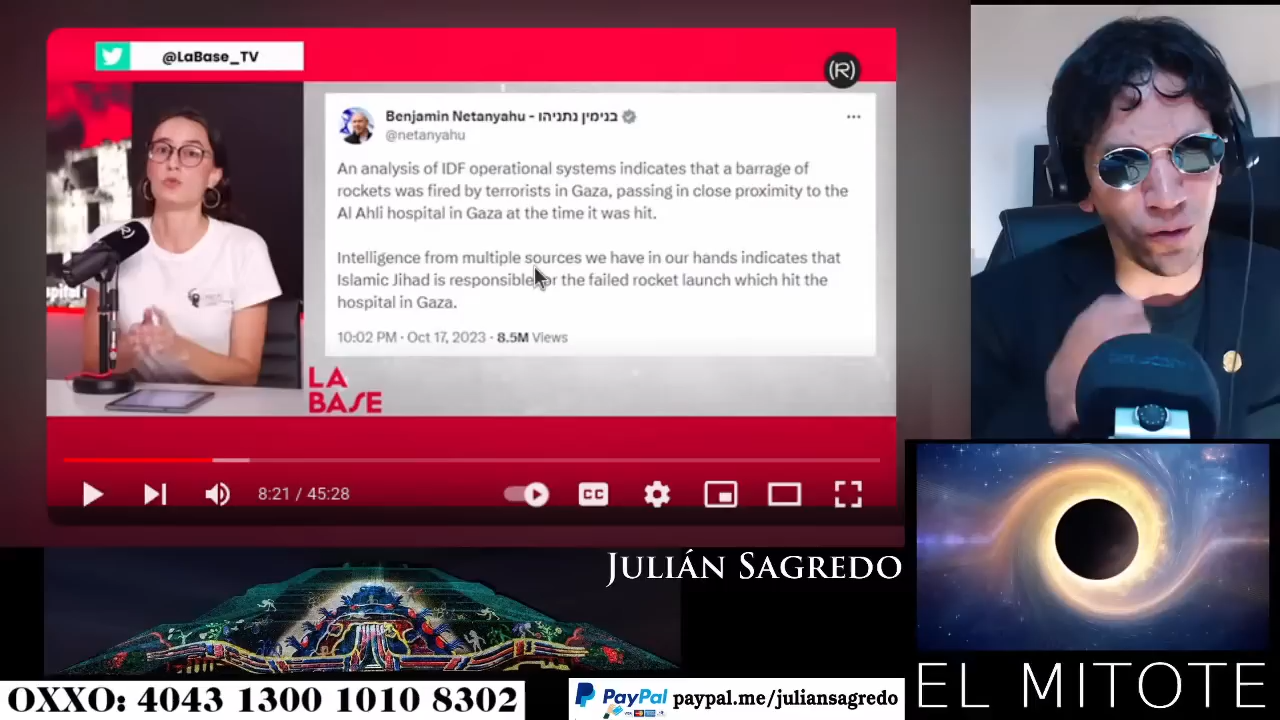 @LaBase_TV
(R)
Benjamin Netanyahu - בנימין נתניהו
@netanyahu
An analysis of IDF operational systems indicates that a barrage of
rockets was fired by terrorists in Gaza, passing in close proximity to the
Al Ahli hospital in Gaza at the time it was hit.
Intelligence from multiple sources we have in our hands indicates that
Islamic Jihad is responsible for the failed rocket launch which hit the
hospital in Gaza.
10:02 PM · Oct 17, 2023 · 8.5M Views
LA
BASE
8:21 / 45:28
CC
JULIÁN SAGREDO
EL MITOTE
OXXO: 4043 1300 1010 8302
PayPal paypal.me/juliansagredo